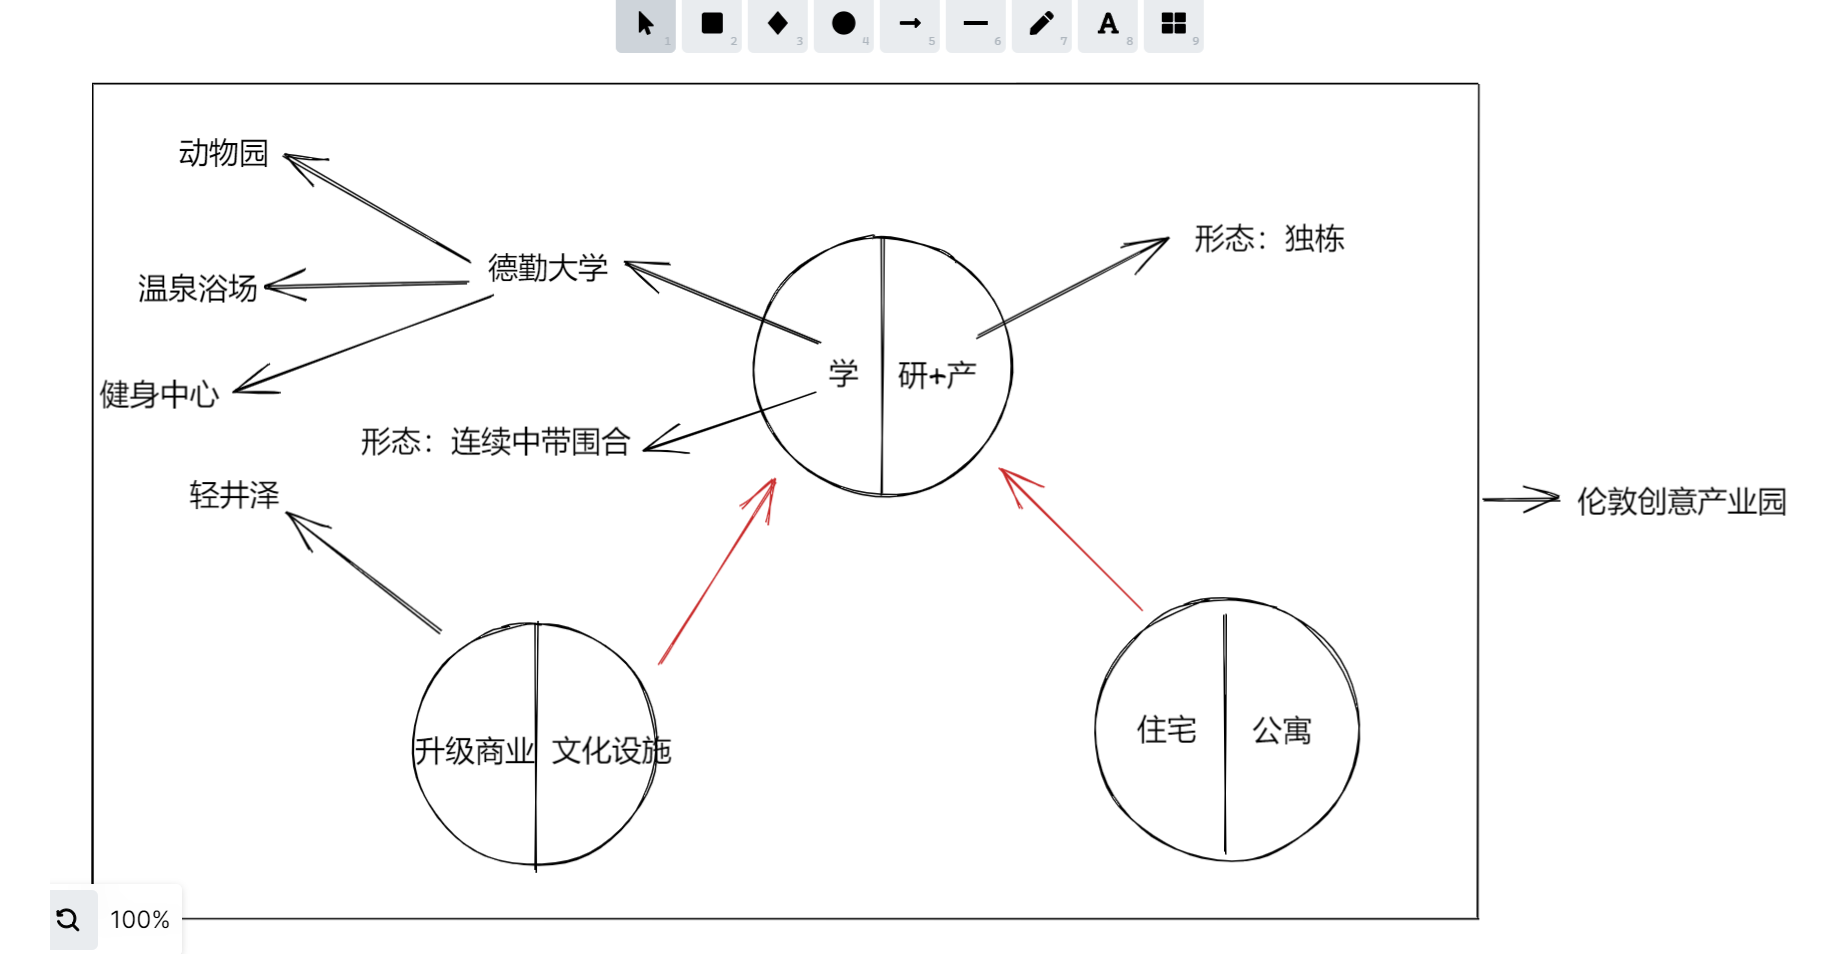 1
2
3
4
5
6
7
A
8
9
动物园
形态：独栋
德勤大学
温泉浴场
学
研+产
健身中心
形态：连续中带围合
轻井泽
伦敦创意产业园
住宅
公寓
升级商业
文化设施
100%